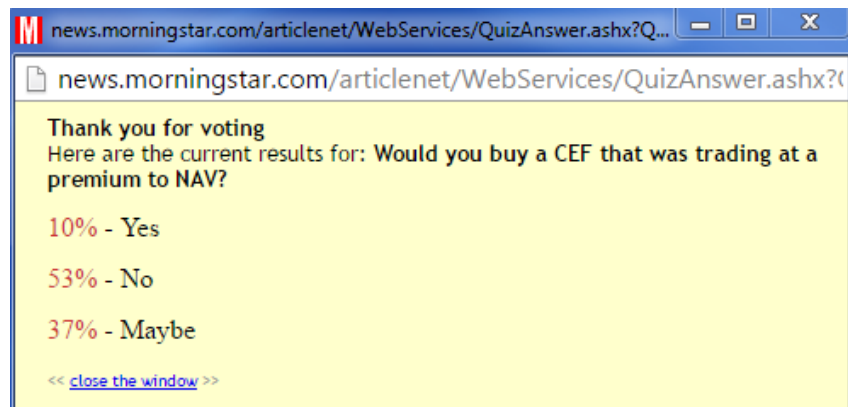 M news.morningstar.com/articlenet/WebServices/QuizAnswer.ashx?Q...
news.morningstar.com/articlenet/WebServices/QuizAnswer.ashx?
Thank you for voting
Here are the current results for: Would you buy a CEF that was trading at a
premium to NAV?
10% - Yes
53% - No
37% - Maybe
<< close the window >>